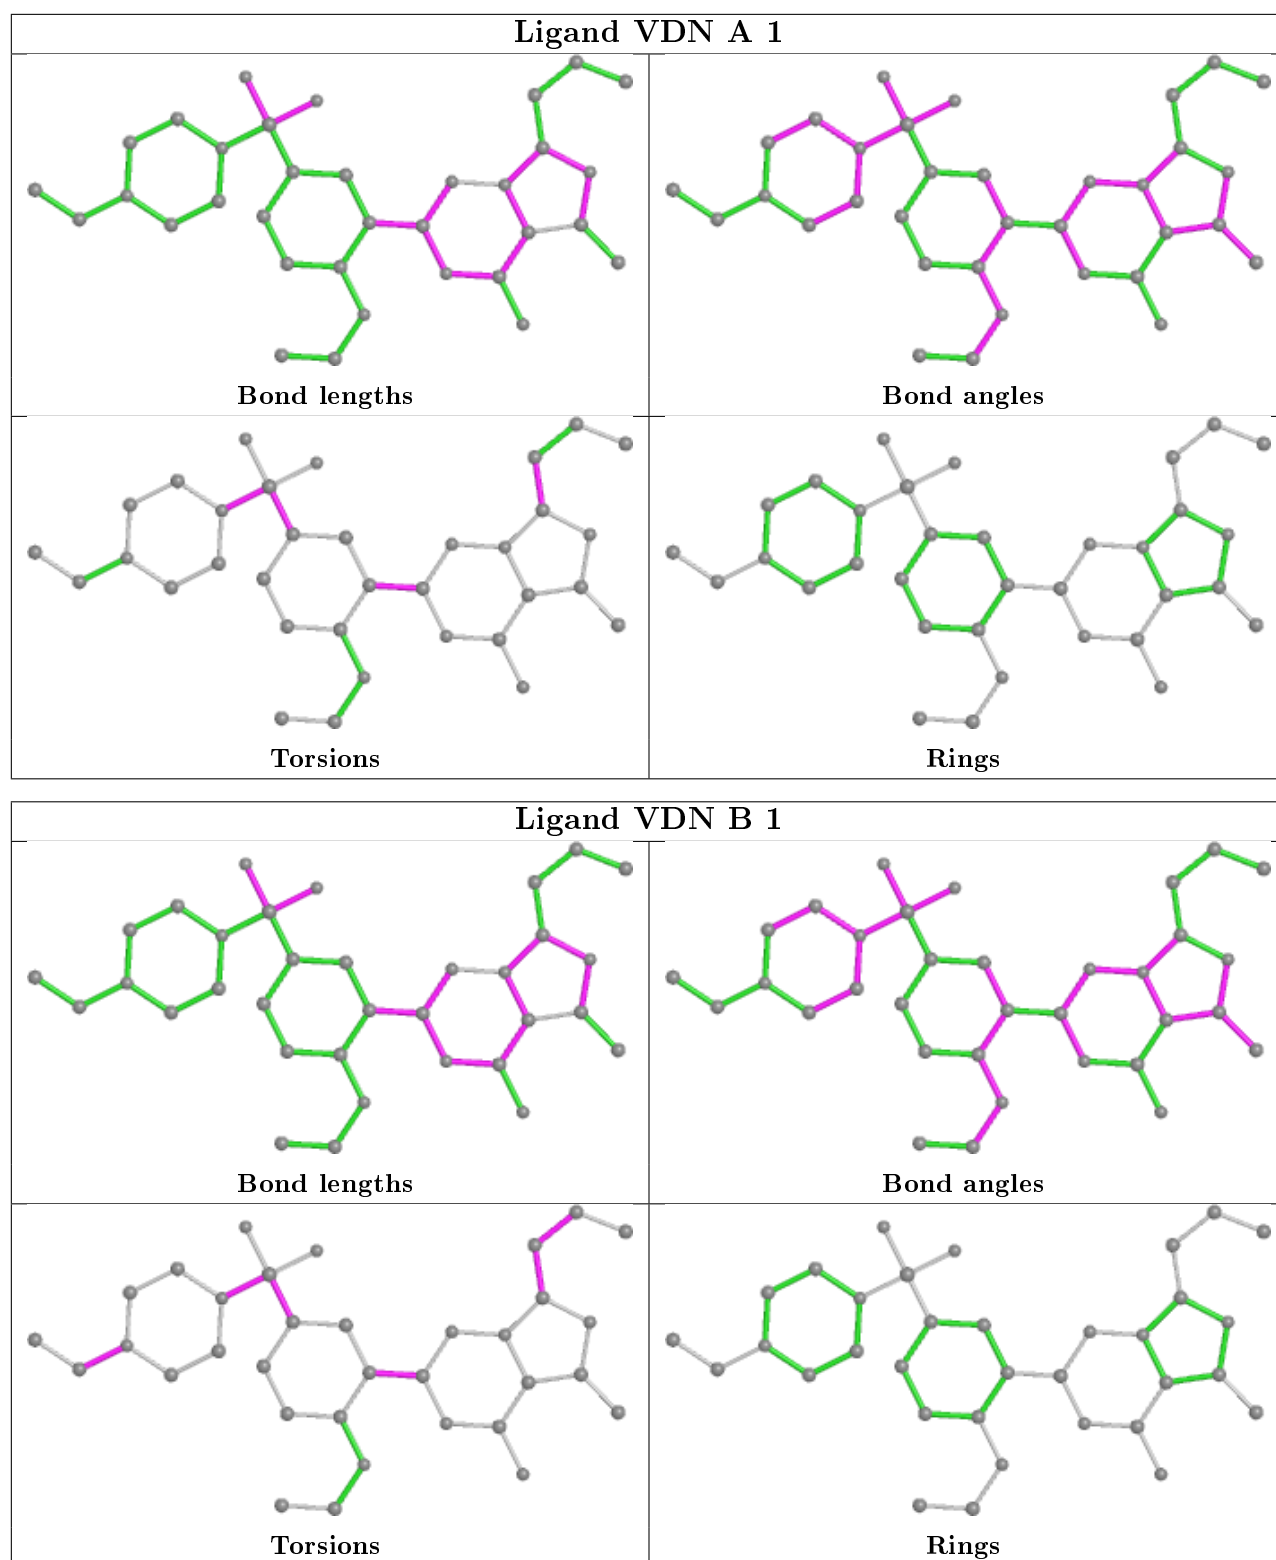 Ligand VDN A 1
Bond lengths
Bond angles
Torsions
Rings
Ligand VDN B 1
Bond lengths
Bond angles
Torsions
Rings